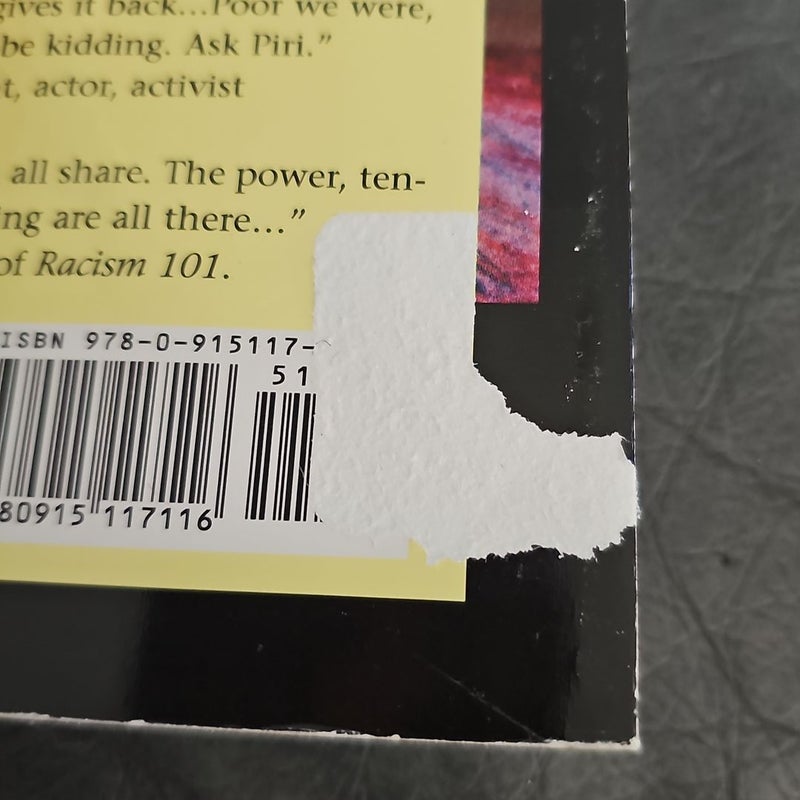 gives it back...Poor we were,
be kidding. Ask Piri.”
t, actor, activist
all share. The power, ten-
ing are all there...”
of Racism 101.
ISBN 978-0-915117-
51
80915 117116